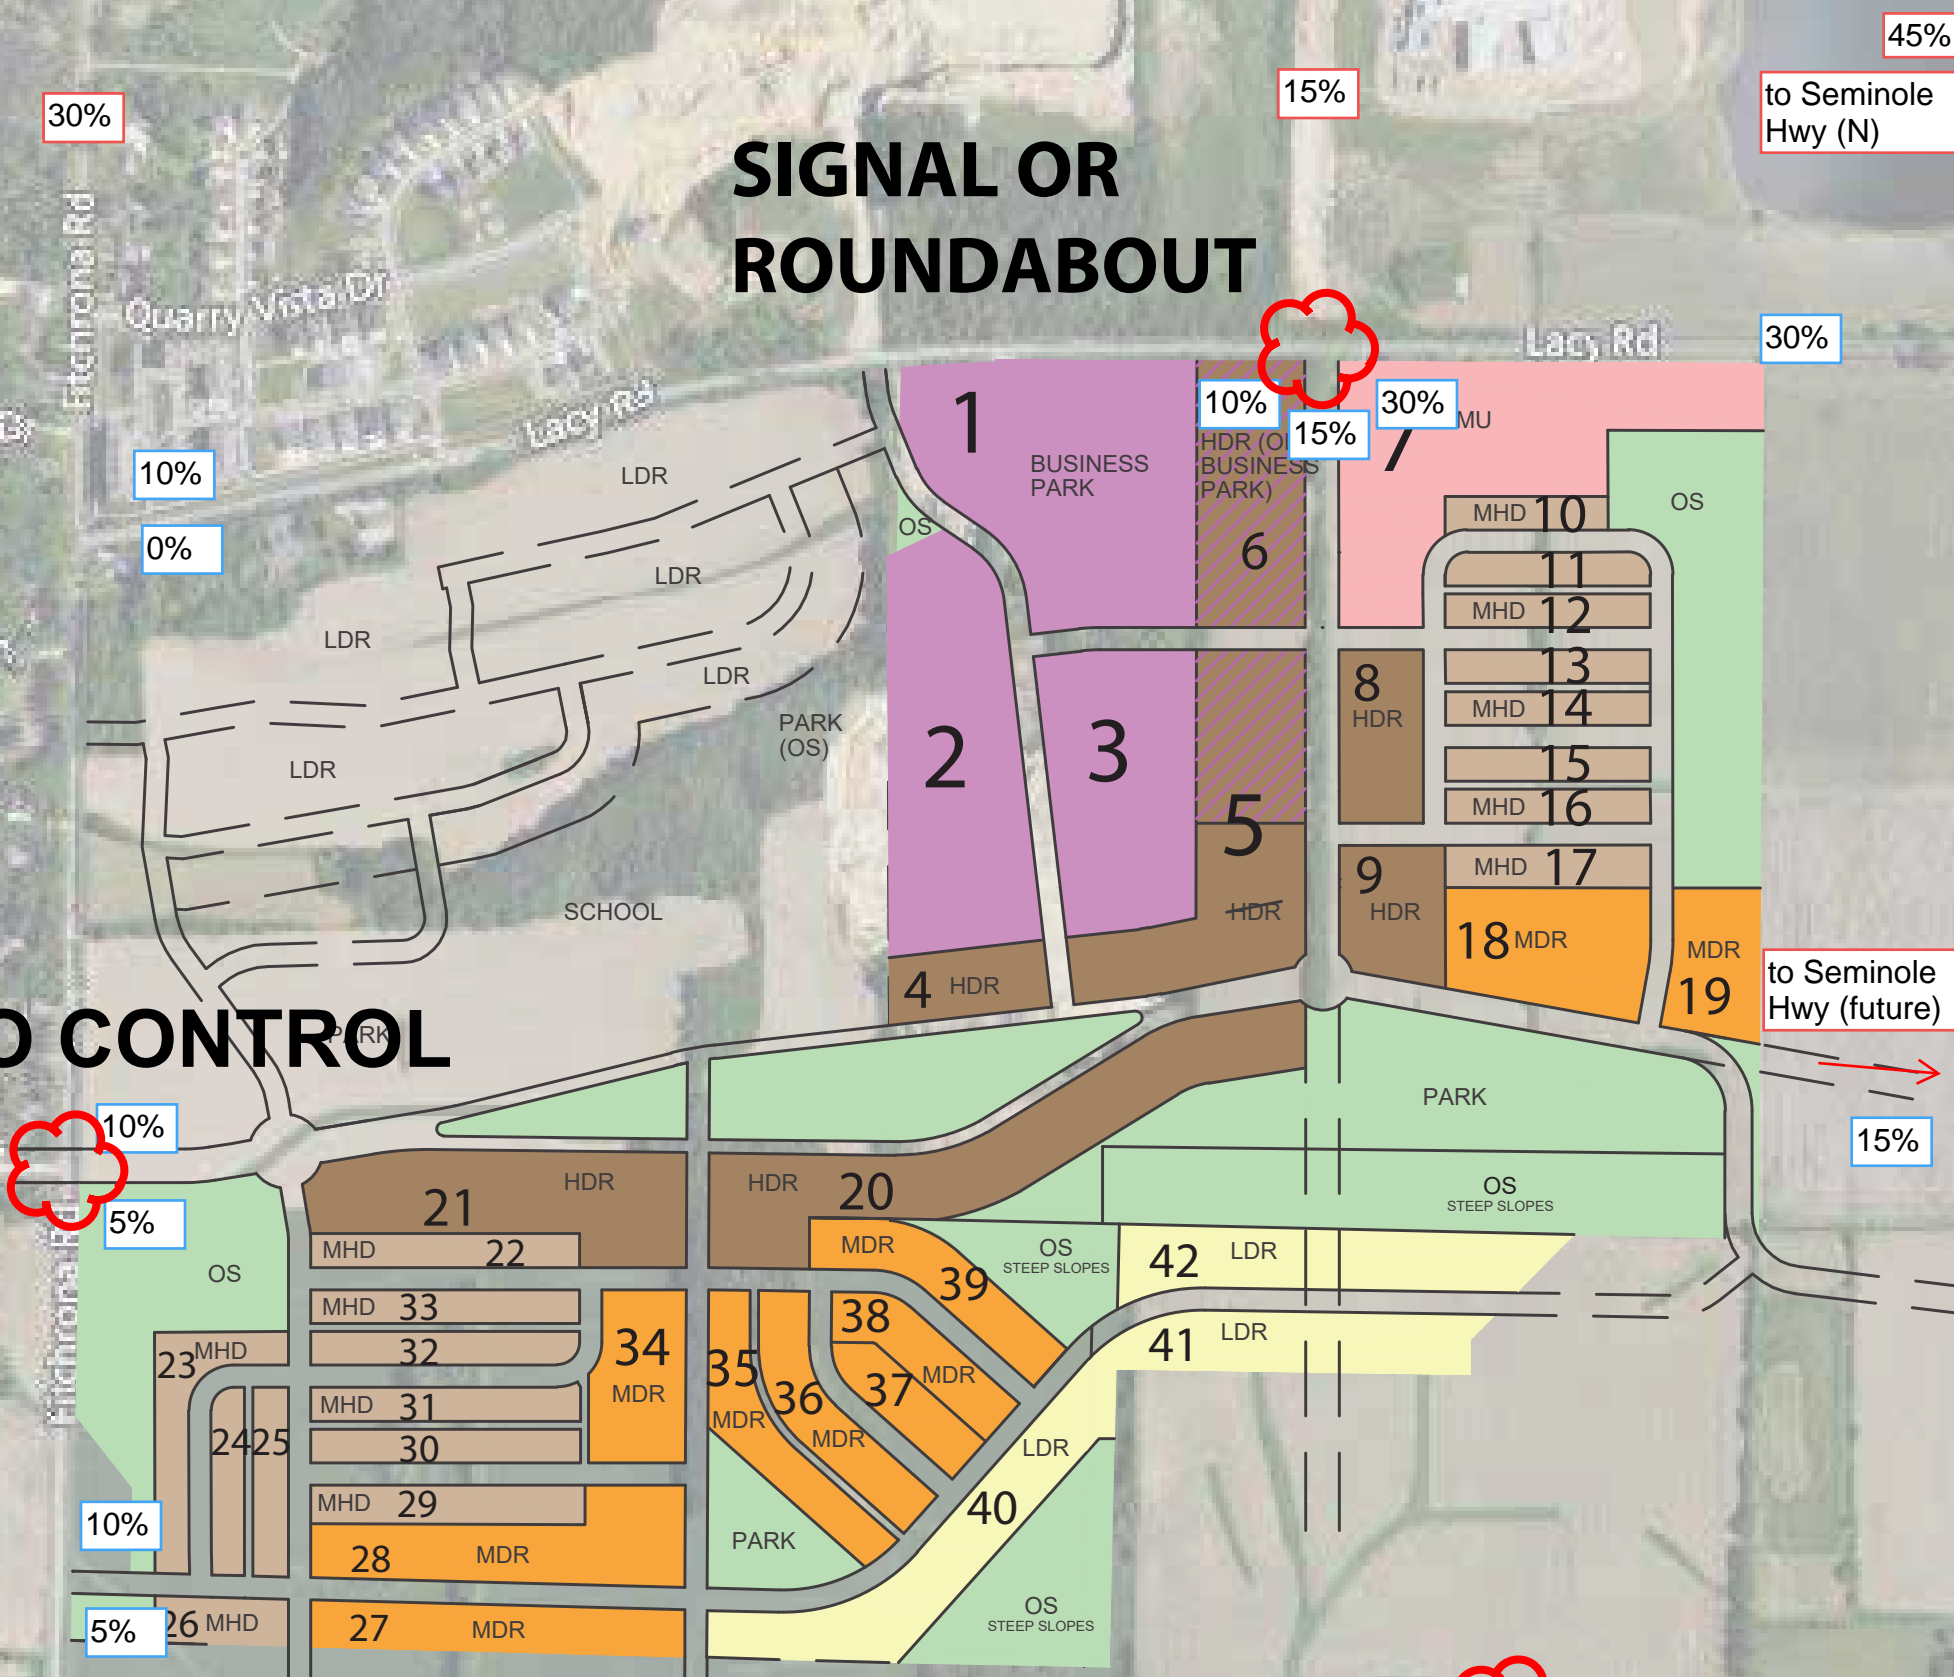 45%
to Seminole
Hwy (N)
30%
15%
SIGNAL OR
ROUNDABOUT
Fitchrona Rd
Quarry Vista Dr
Lacy Rd
30%
Lacy Rd
10%
0%
1
BUSINESS
PARK
10%
15%
30%
HDR (O
BUSINESS
PARK)
6
7
MU
OS
LDR
LDR
LDR
LDR
LDR
OS
PARK
(OS)
MHD 10
11
MHD 12
13
MHD 14
15
MHD 16
MHD 17
2
3
5
HDR
8
HDR
9
HDR
18 MDR
MDR
19
SCHOOL
4 HDR
to Seminole
Hwy (future)
O CONTROL
PARK
PARK
10%
5%
15%
21
HDR
HDR
20
OS
STEEP SLOPES
MHD 22
OS
MDR
39
OS
STEEP SLOPES
42 LDR
41 LDR
MHD 33
32
MHD 31
30
MHD 29
23
MHD
24
25
34
MDR
35
MDR
36
MDR
38
37
MDR
LDR
40
10%
28 MDR
PARK
5%
26 MHD
27 MDR
OS
STEEP SLOPES